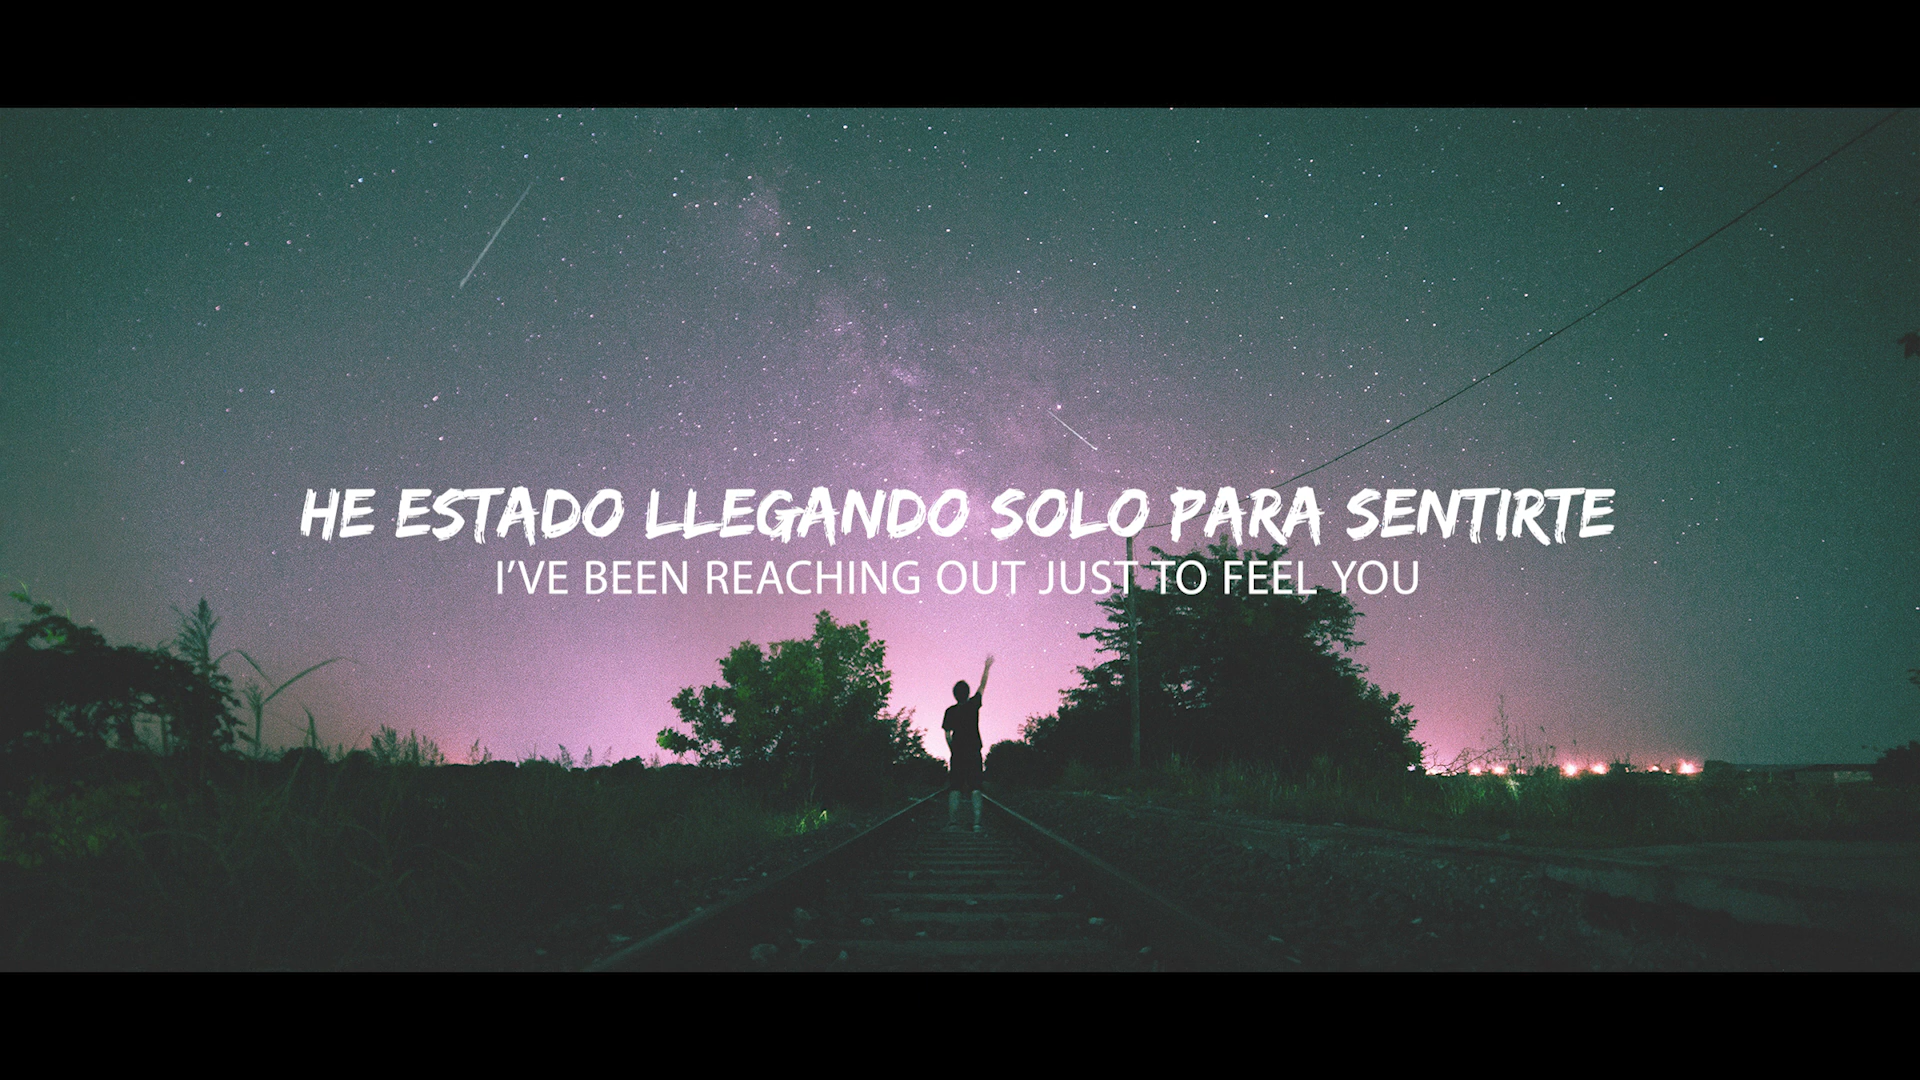 HE ESTADO LLEGANDO SOLO PARA SENTIRTE
I'VE BEEN REACHING OUT JUST TO FEEL YOU